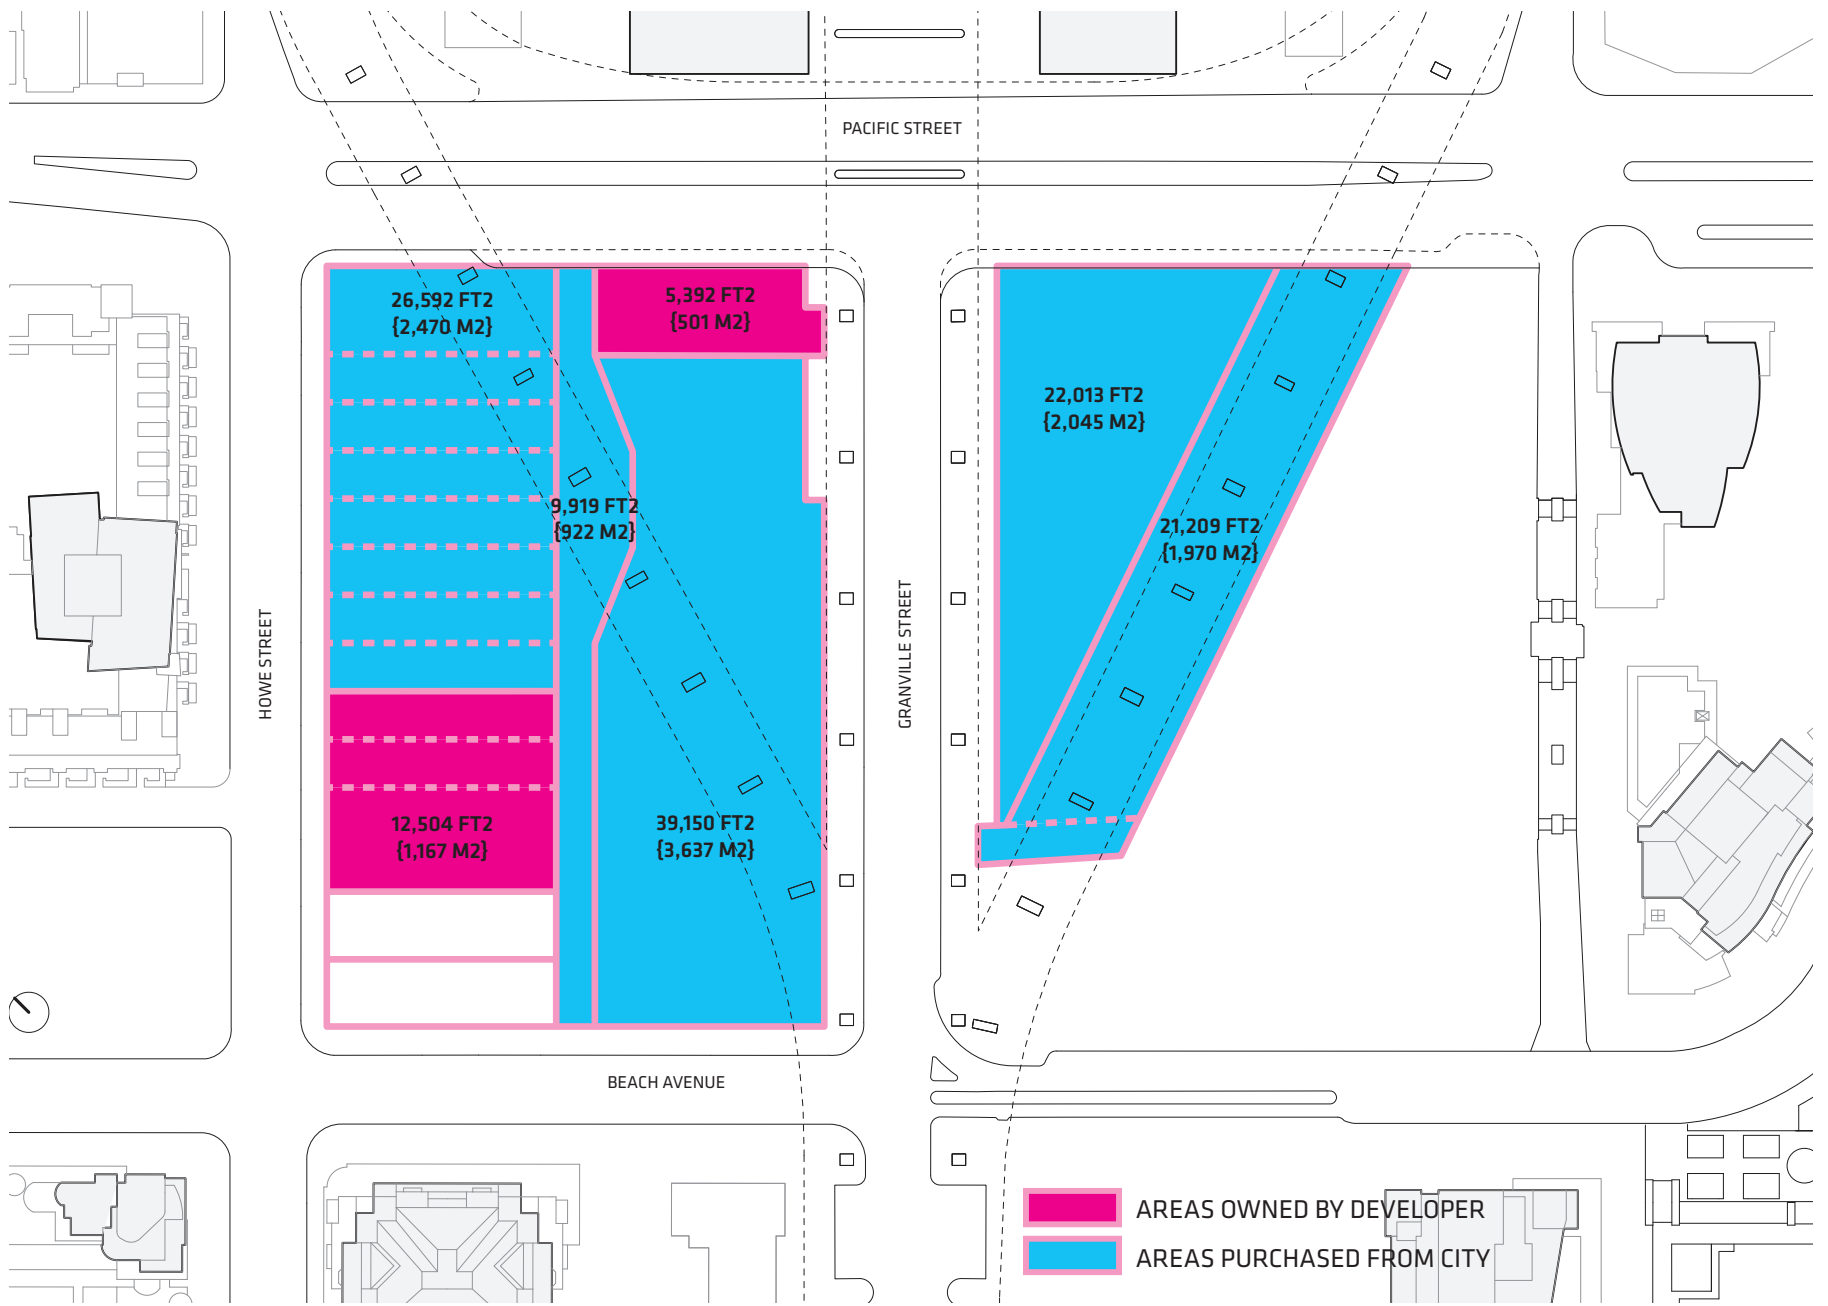 PACIFIC STREET
26,592 FT2
{2,470 M2}
5,392 FT2
{501 M2}
22,013 FT2
{2,045 M2}
9,919 FT2
{922 M2}
21,209 FT2
{1,970 M2}
HOWE STREET
GRANVILLE STREET
12,504 FT2
{1,167 M2}
39,150 FT2
{3,637 M2}
BEACH AVENUE
AREAS OWNED BY DEVELOPER
AREAS PURCHASED FROM CITY